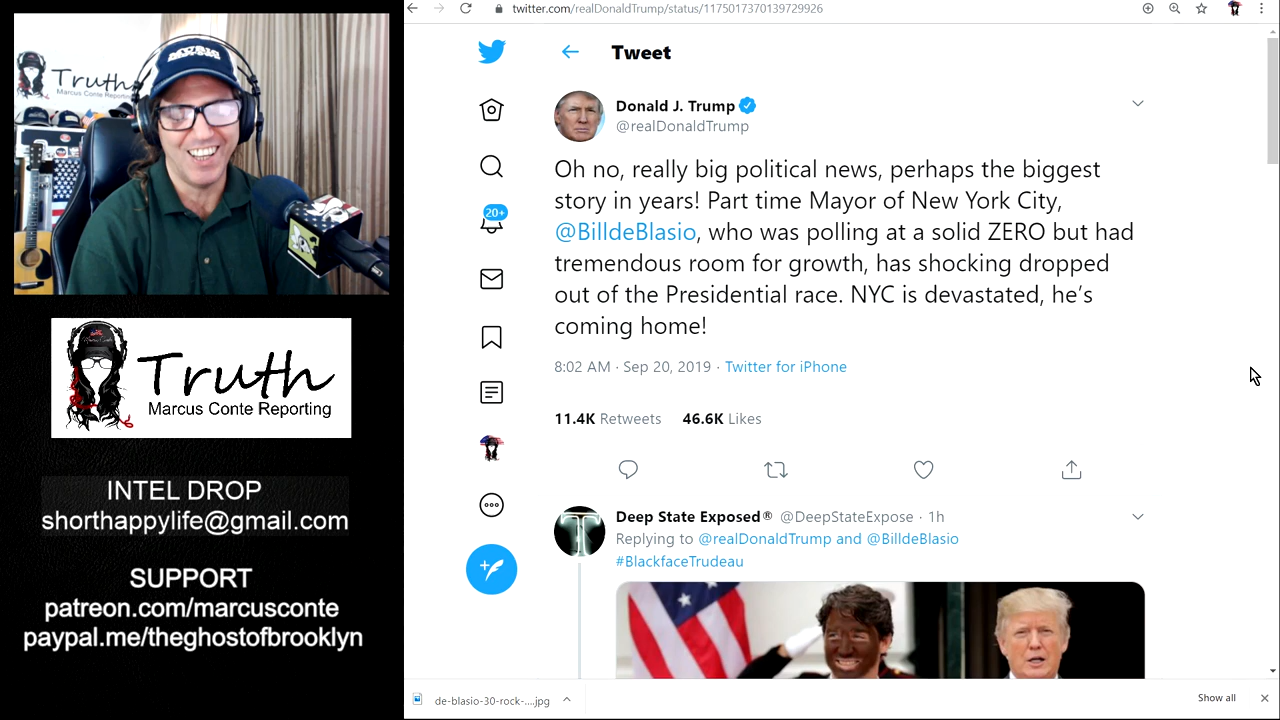 Truth
Marcus Conte Reporting
Truth
Marcus Conte Reporting
INTEL DROP
shorthappylife@gmail.com
SUPPORT
patreon.com/marcusconte
paypal.me/theghostofbrooklyn
twitter.com/realDonaldTrump/status/1175017370139729926
Tweet
Donald J. Trump
@realDonaldTrump
Oh no, really big political news, perhaps the biggest
story in years! Part time Mayor of New York City,
@BilldeBlasio, who was polling at a solid ZERO but had
tremendous room for growth, has shocking dropped
out of the Presidential race. NYC is devastated, he's
coming home!
8:02 AM · Sep 20, 2019 · Twitter for iPhone
11.4K Retweets 46.6K Likes
20+
Deep State Exposed® @DeepStateExpose · 1h
Replying to @realDonaldTrump and @BilldeBlasio
#BlackfaceTrudeau
de-blasio-30-rock-....jpg
Show all